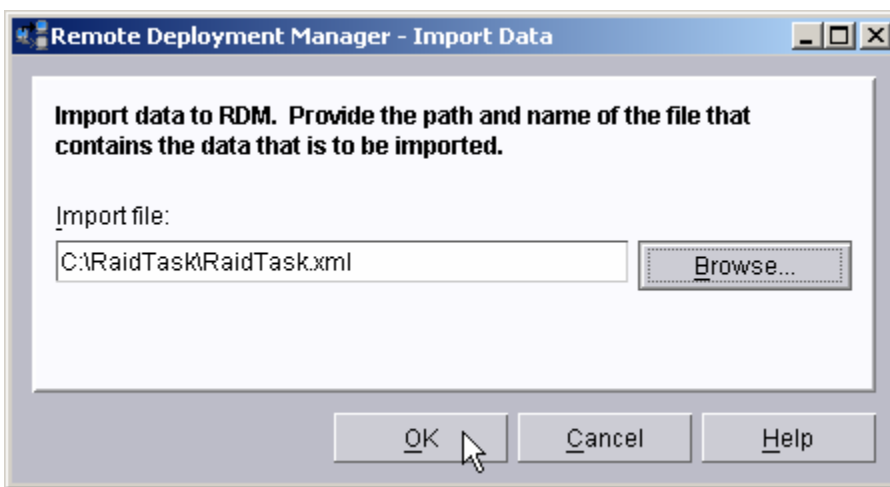 Remote Deployment Manager - Import Data
Import data to RDM. Provide the path and name of the file that
contains the data that is to be imported.
Import file:
C:\RaidTask\RaidTask.xml
Browse...
OK
Cancel
Help